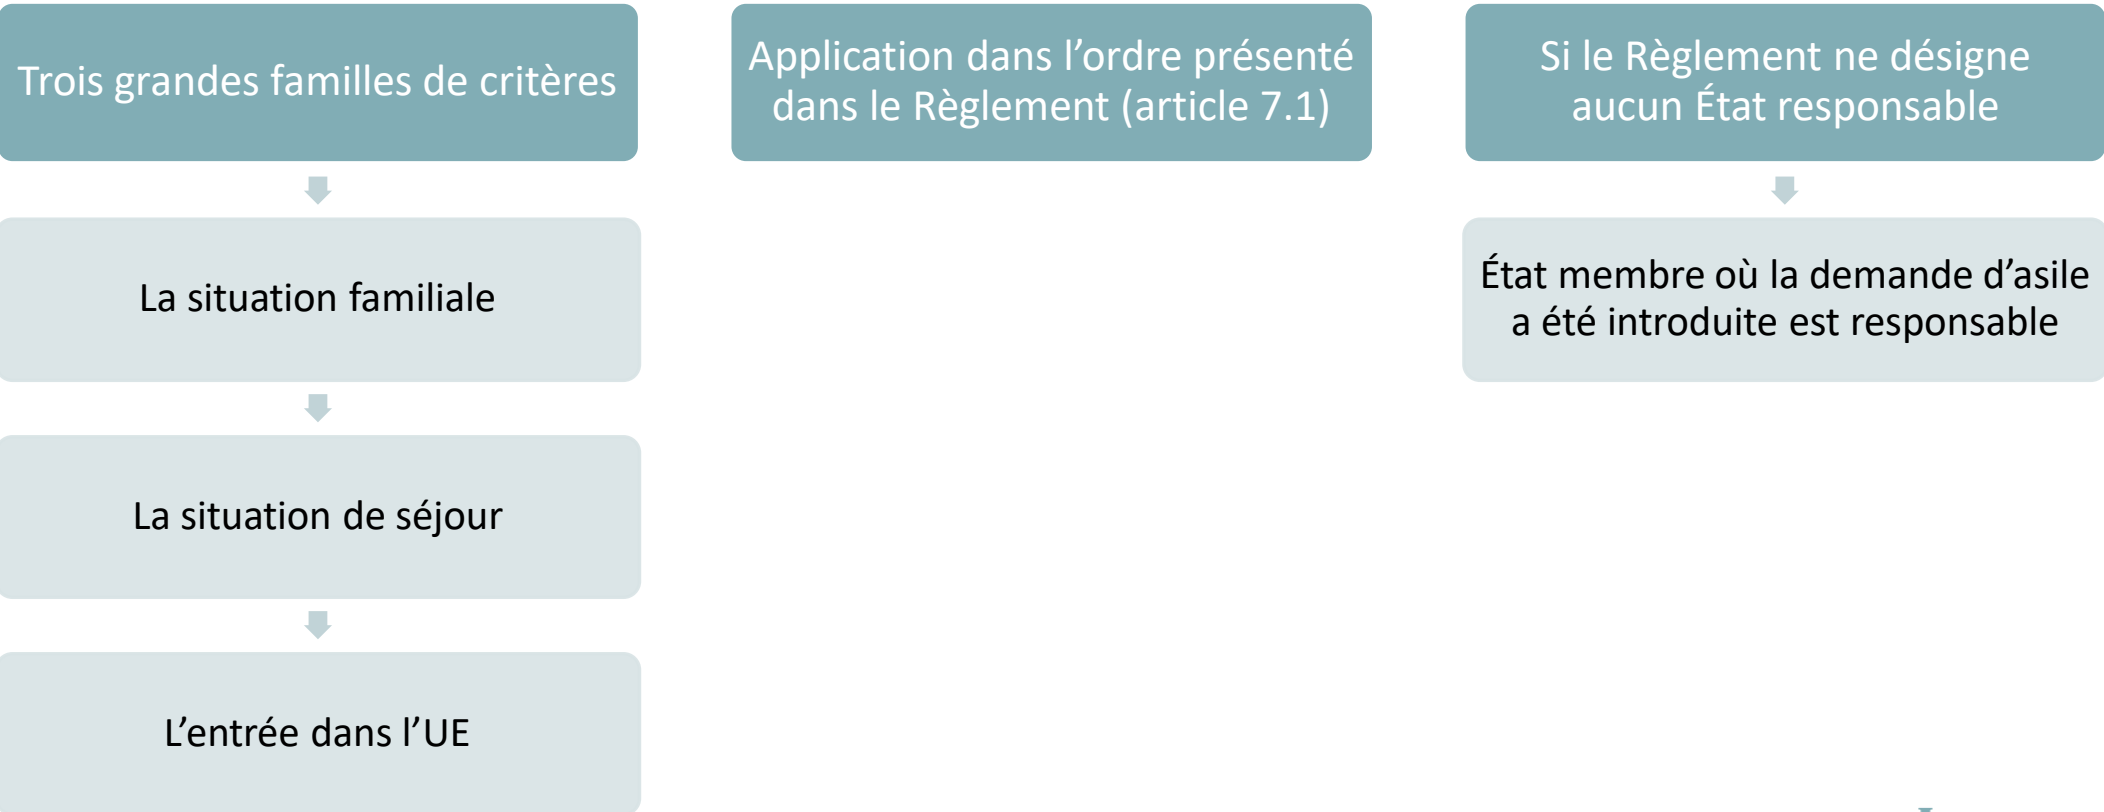 Trois grandes familles de critères
La situation familiale
La situation de séjour
L’entrée dans l’UE
Application dans l’ordre présenté
dans le Règlement (article 7.1)
Si le Règlement ne désigne
aucun État responsable
État membre où la demande d’asile
a été introduite est responsable